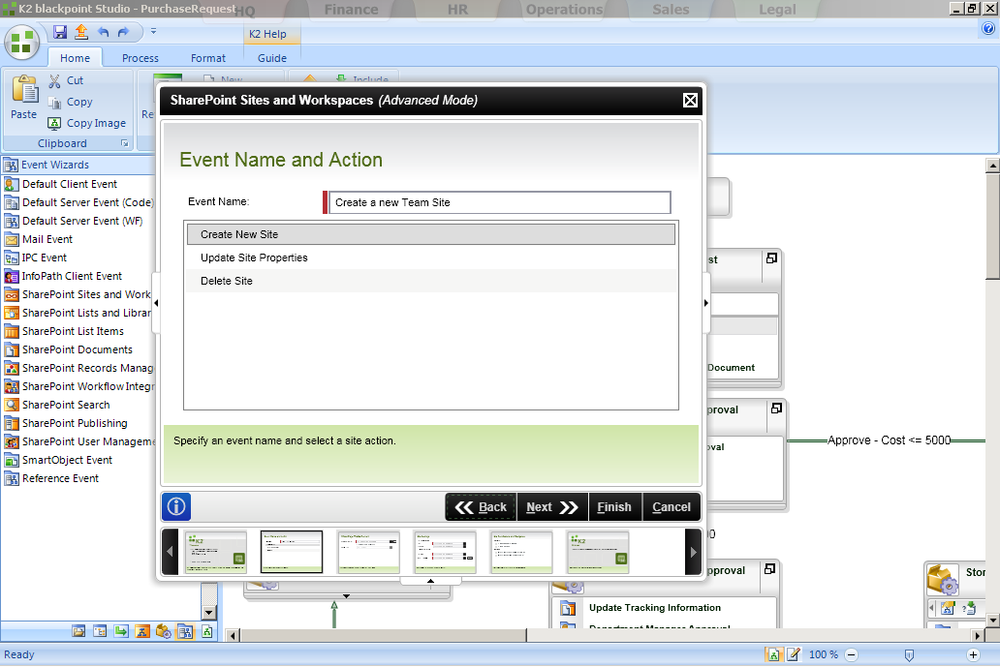 K2 blackpoint Studio - PurchaseRequest
HQ
Finance
HR
Operations
Sales
Legal
K2 Help
Home
Process
Format
Guide
Paste
Cut
Copy
Copy Image
Clipboard
New
Include
Re
SharePoint Sites and Workspaces (Advanced Mode)
Event Name and Action
Event Name:
Create a new Team Site
Create New Site
Update Site Properties
Delete Site
Specify an event name and select a site action.
Back
Next
Finish
Cancel
Event Wizards
Default Client Event
Default Server Event (Code)
Default Server Event (WF)
Mail Event
IPC Event
InfoPath Client Event
SharePoint Sites and Work
SharePoint Lists and Librar
SharePoint List Items
SharePoint Documents
SharePoint Records Manag
SharePoint Workflow Integr
SharePoint Search
SharePoint Publishing
SharePoint User Manageme
SmartObject Event
Reference Event
st
Document
proval
val
Approve - Cost <= 5000
00
pproval
Update Tracking Information
Department Manager Approval
Stor
Ready
100 %